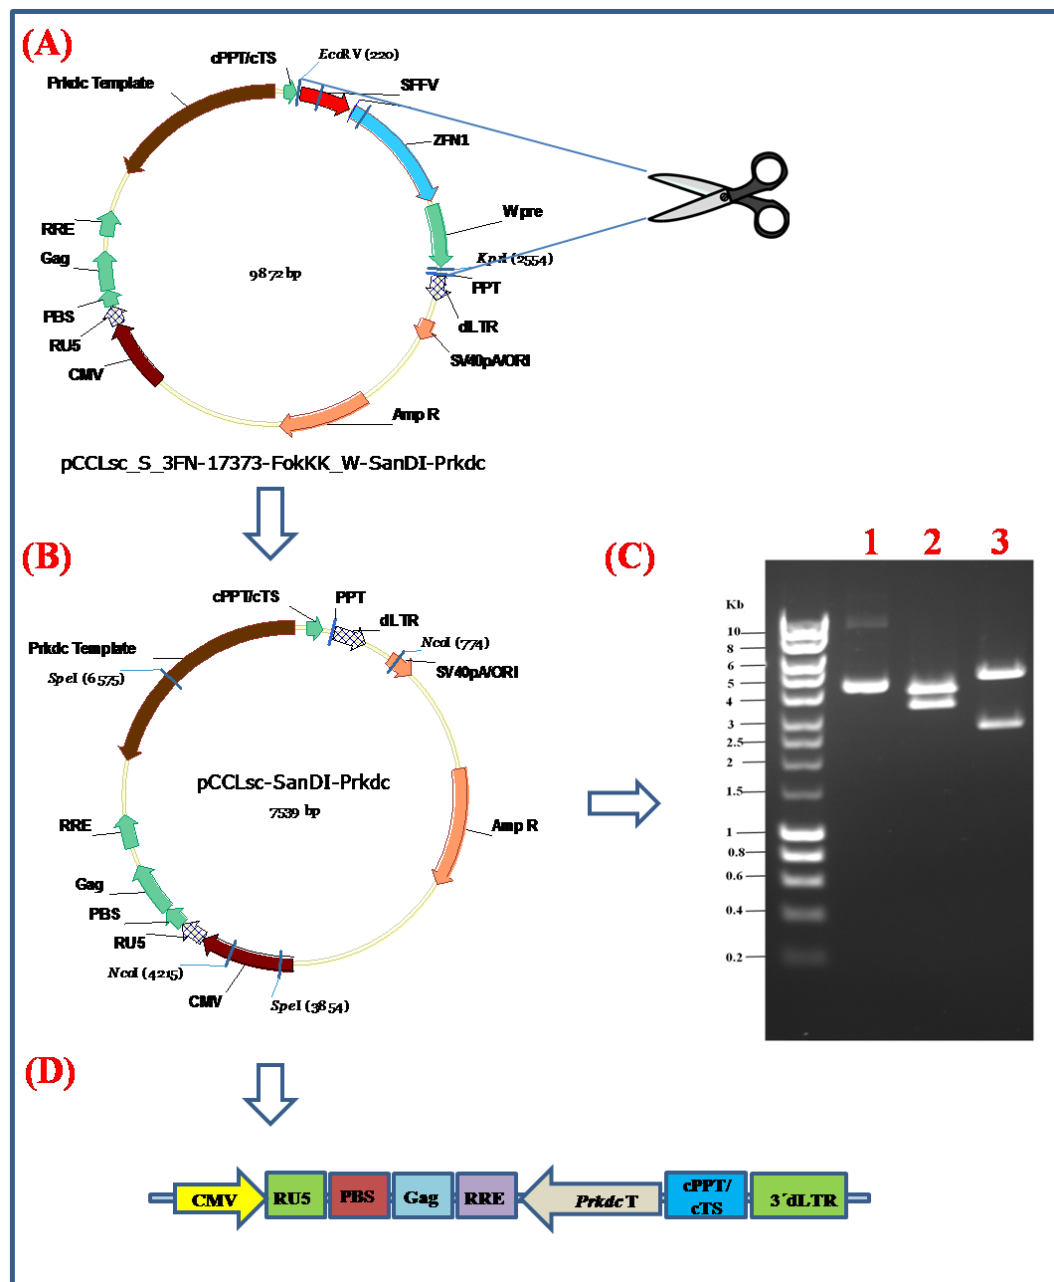 (A)
EcoRV (220)
cPPT/cTS
Prkdc Template
SFFV
ZFN1
Wpre
RRE
Gag
KpnI (2554)
9872 bp
PPT
PBS
dLTR
RU5
SV40pA/ORI
CMV
Amp R
pCCLsc_S_3FN-17373-FokKK_W-SanDI-Prkdc
(B)
cPPT/cTS
PPT
dLTR
NcoI (774)
Prkdc Template
SV40pA/ORI
SpeI (6575)
pCCLsc-SanDI-Prkdc
7539 bp
RRE
Amp R
Gag
PBS
RU5
NcoI (4215)
CMV
SpeI (3854)
(C)
1 2 3
Kb
10
8
6
5
4
3
2.5
2
1.5
1
0.8
0.6
0.4
0.2
(D)
CMV RU5 PBS Gag RRE Prkdc T cPPT/
cTS 3´dLTR